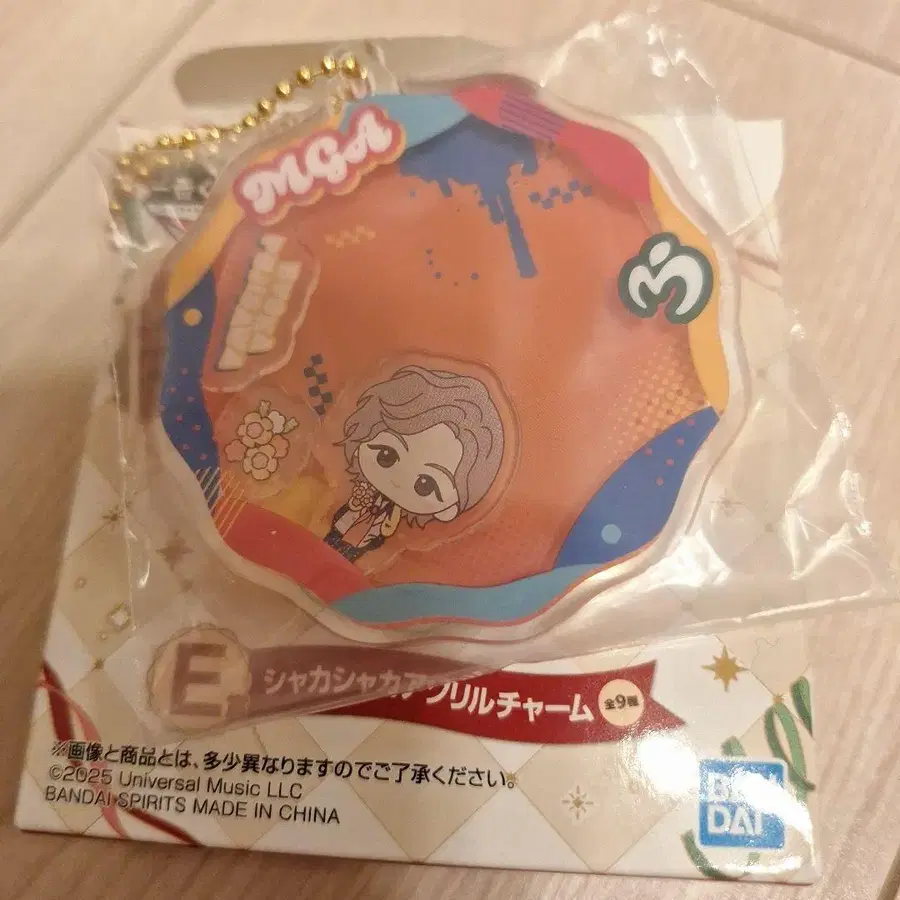 MGA
E
シャカシャカアクリルチャーム
全9種
※画像と商品とは、多少異なりますのでご了承ください。
©2025 Universal Music LLC
BANDAI SPIRITS MADE IN CHINA
BAN
DAI